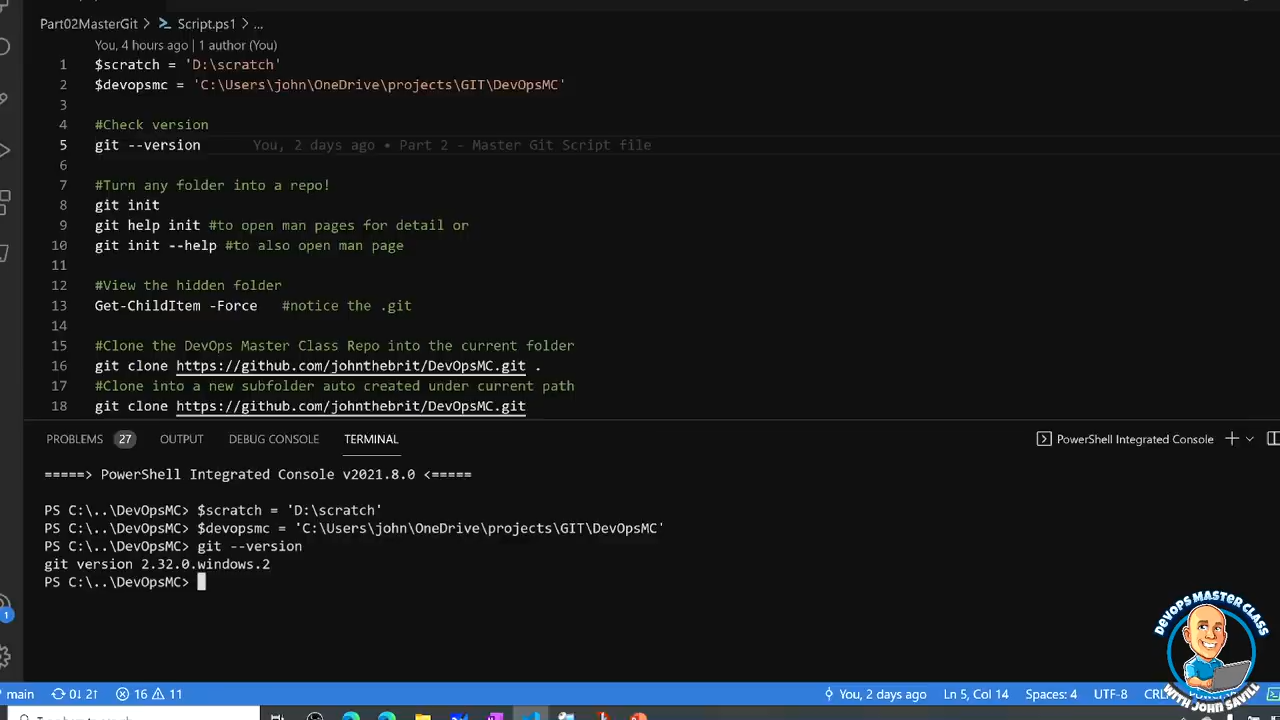 Part02MasterGit > Script.ps1 > ...
You, 4 hours ago | 1 author (You)
1 $scratch = 'D:\scratch'
2 $devopsmc = 'C:\Users\john\OneDrive\projects\GIT\DevOpsMC'
3
4 #Check version
5 git --version You, 2 days ago • Part 2 - Master Git Script file
6
7 #Turn any folder into a repo!
8 git init
9 git help init #to open man pages for detail or
10 git init --help #to also open man page
11
12 #View the hidden folder
13 Get-ChildItem -Force #notice the .git
14
15 #Clone the DevOps Master Class Repo into the current folder
16 git clone https://github.com/johnthebrit/DevOpsMC.git .
17 #Clone into a new subfolder auto created under current path
18 git clone https://github.com/johnthebrit/DevOpsMC.git
PROBLEMS 27 OUTPUT DEBUG CONSOLE TERMINAL PowerShell Integrated Console
=====> PowerShell Integrated Console v2021.8.0 <=====
PS C:\..\DevOpsMC> $scratch = 'D:\scratch'
PS C:\..\DevOpsMC> $devopsmc = 'C:\Users\john\OneDrive\projects\GIT\DevOpsMC'
PS C:\..\DevOpsMC> git --version
git version 2.32.0.windows.2
PS C:\..\DevOpsMC>
1
DEVOPS MASTER CLASS
WITH JOHN SAVILL
main 0↓ 2↑ 16 11 You, 2 days ago Ln 5, Col 14 Spaces: 4 UTF-8